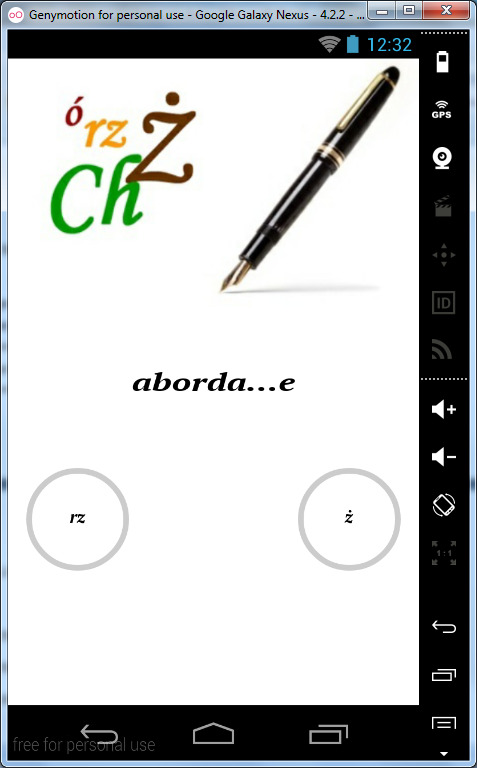 Genymotion for personal use - Google Galaxy Nexus - 4.2.2 - ...
12:32
GPS
ó
rz
Ż
Ch
ID
aborda...e
rz
ż
1:1
free for personal use